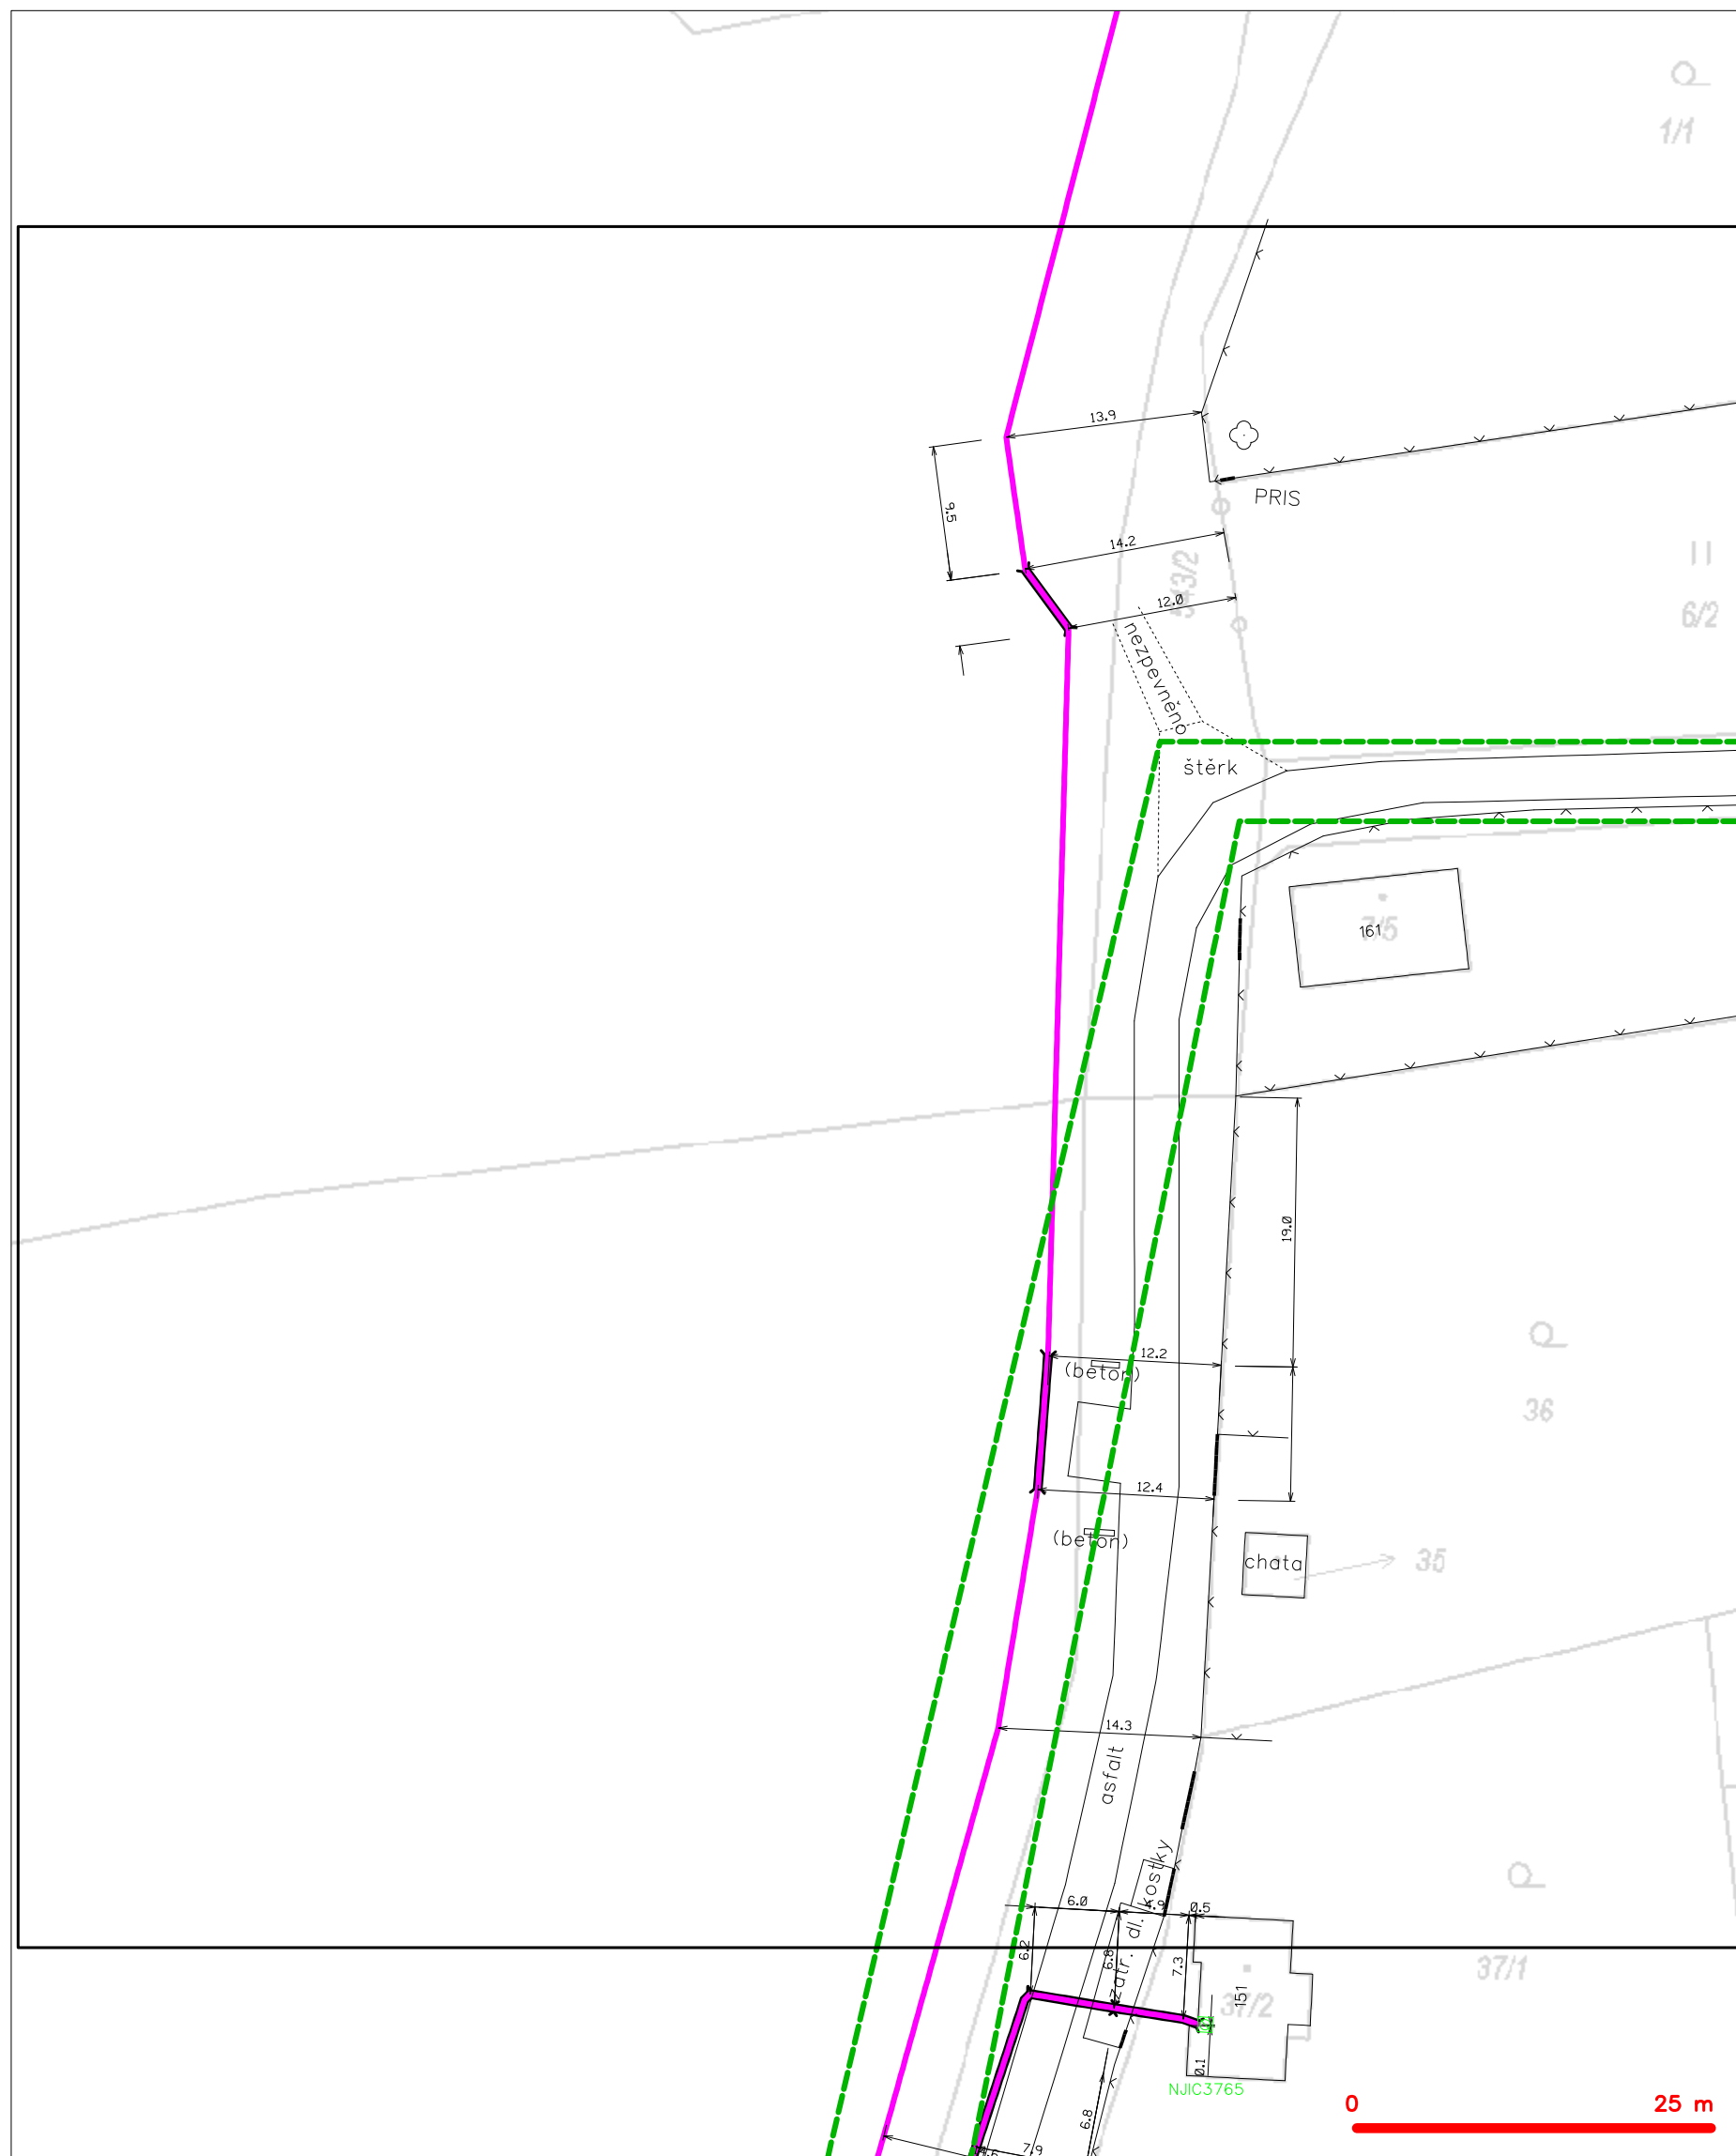 1/1
13.9
9.5
PRIS
14.2
343/2
12.0
6/2
nezpevněno
štěrk
7/5
161
19.0
12.2
(beton)
36
12.4
(beton)
chata
35
14.3
asfalt
zatr. dl. kostky
6.0
0.5
6.2
6.8
7.3
37/1
151
37/2
0.1
NJIC3765
6.8
7.9
0
25 m